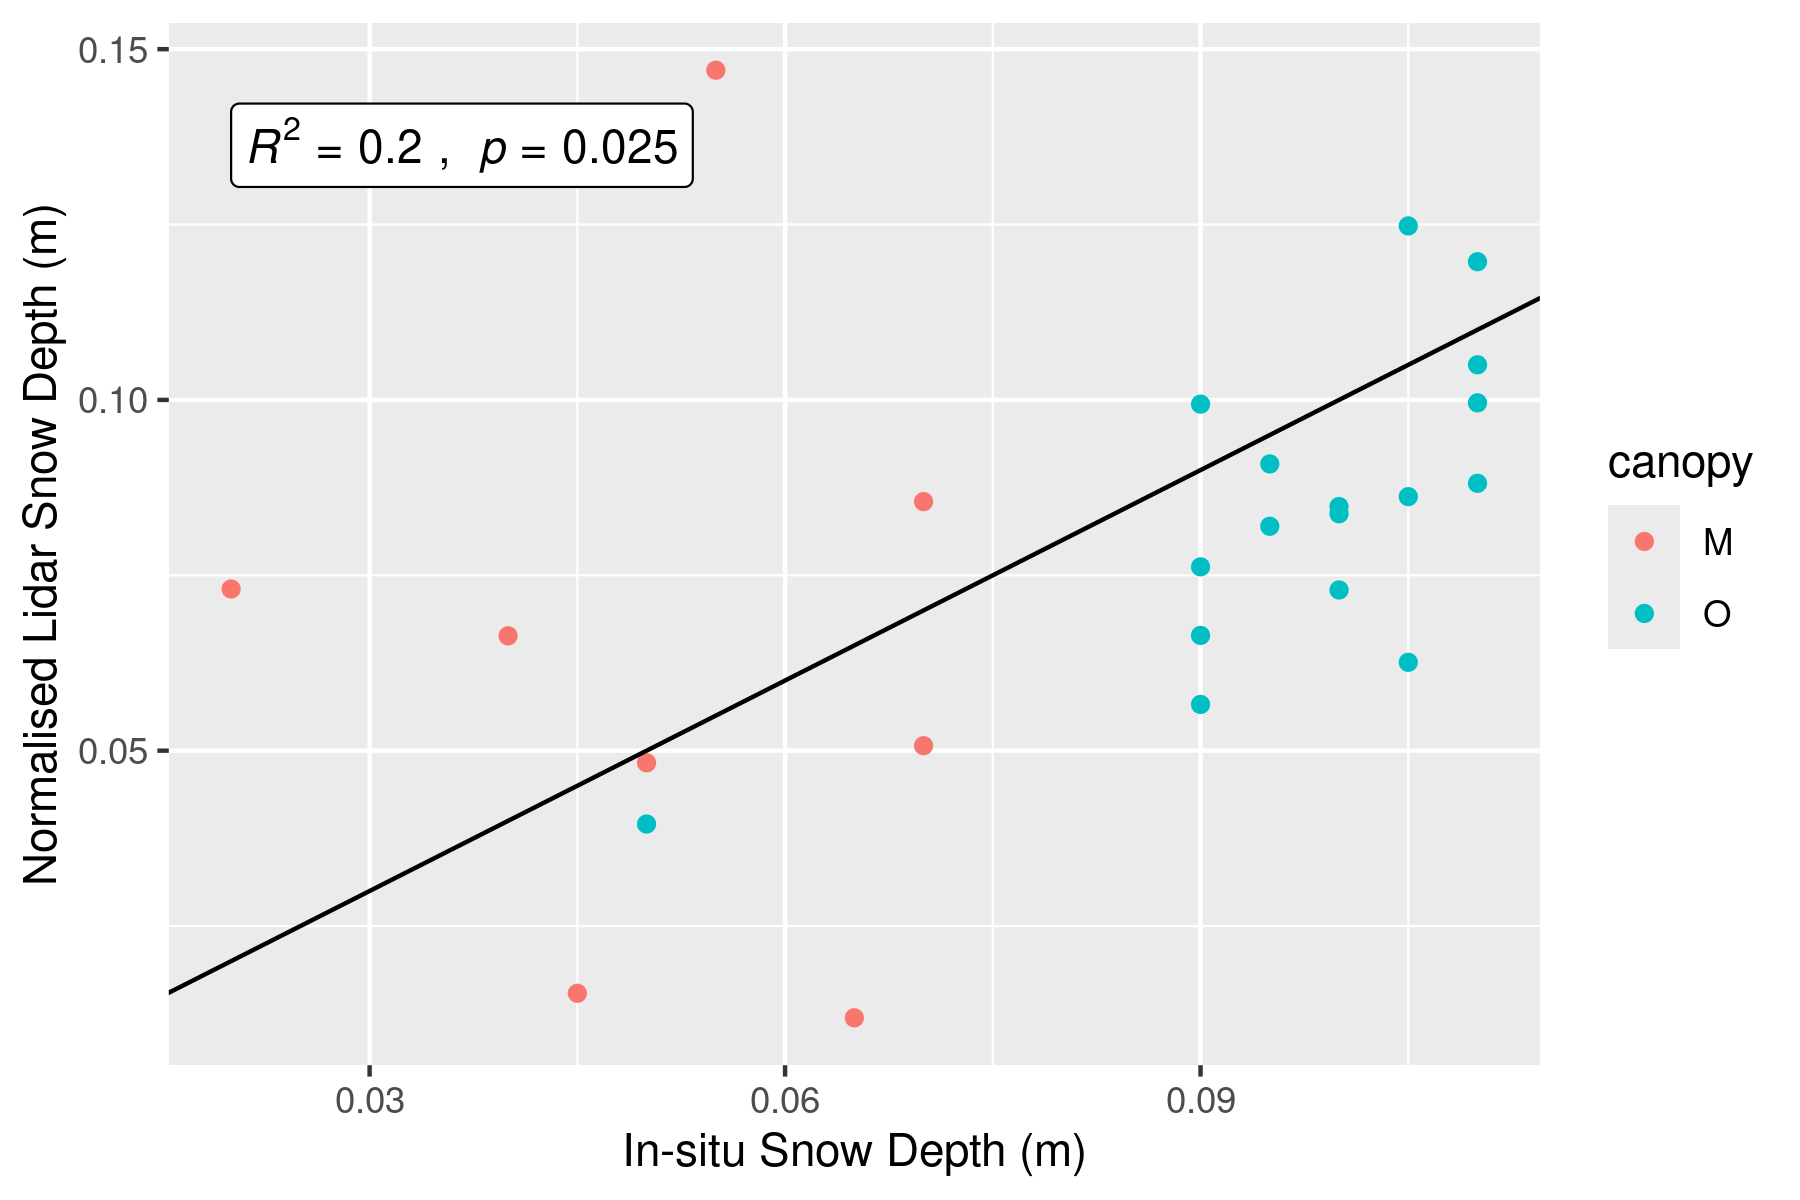 0.15
R² = 0.2 , p = 0.025
0.10
0.05
Normalised Lidar Snow Depth (m)
0.03 0.06 0.09
In-situ Snow Depth (m)
canopy
M
O